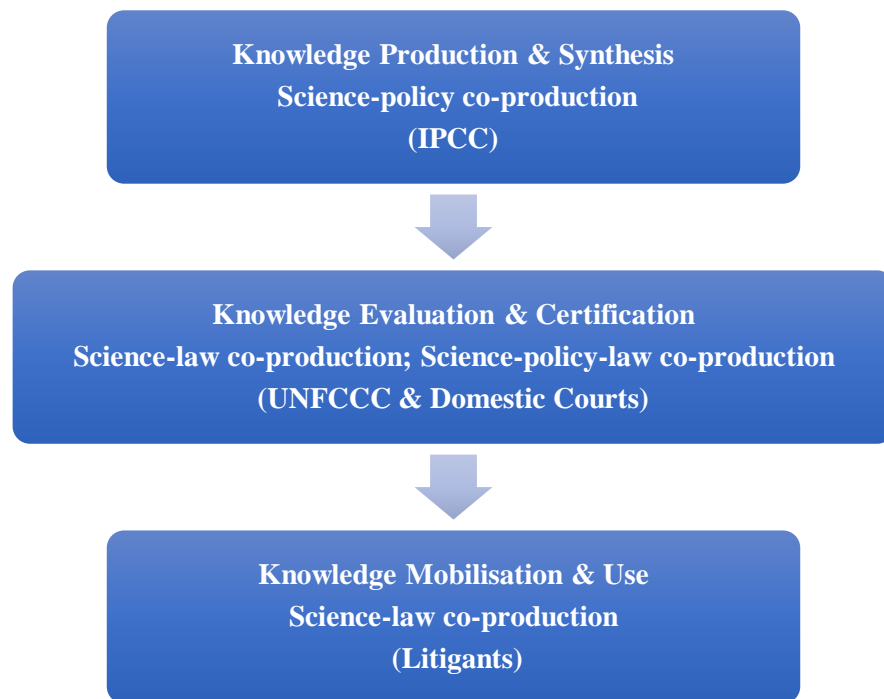 Knowledge Production & Synthesis
Science-policy co-production
(IPCC)
Knowledge Evaluation & Certification
Science-law co-production; Science-policy-law co-production
(UNFCCC & Domestic Courts)
Knowledge Mobilisation & Use
Science-law co-production
(Litigants)